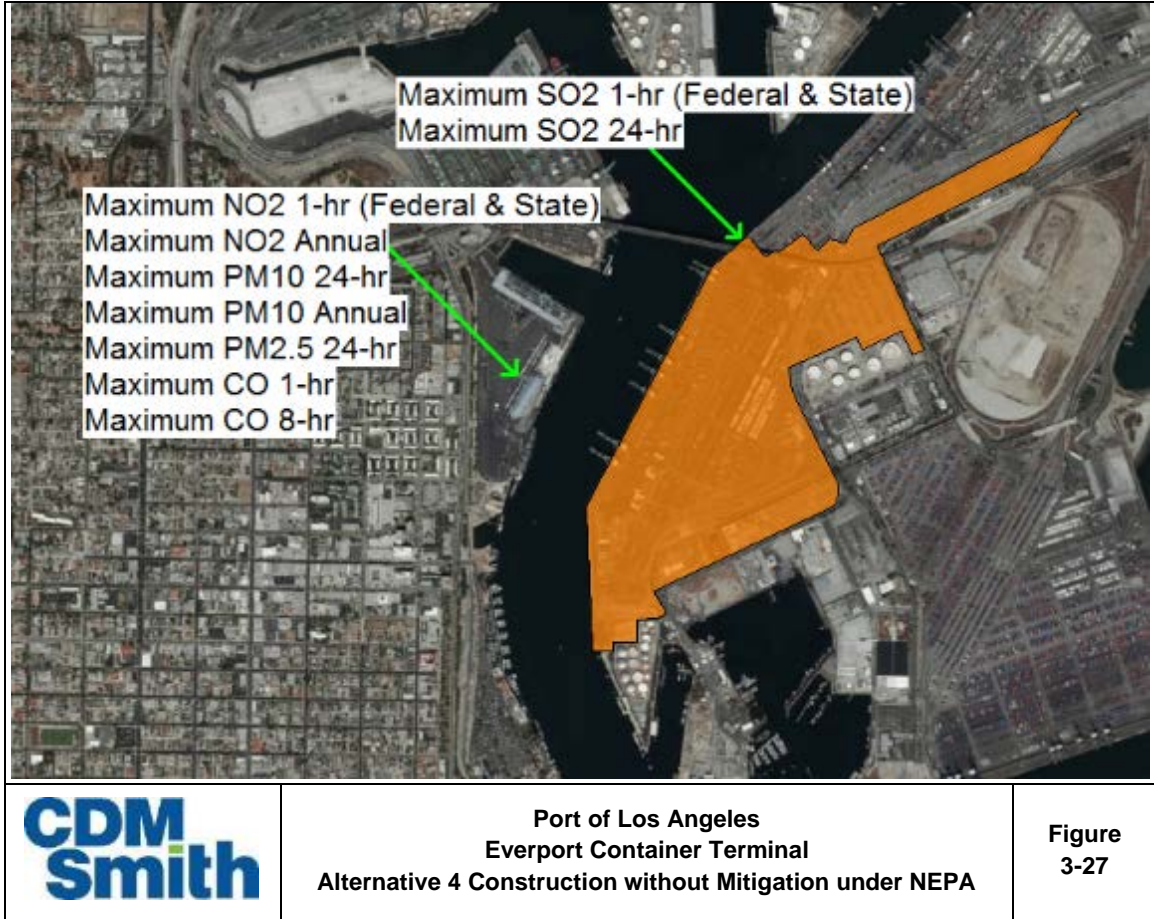 Maximum SO2 1-hr (Federal & State)
Maximum SO2 24-hr
Maximum NO2 1-hr (Federal & State)
Maximum NO2 Annual
Maximum PM10 24-hr
Maximum PM10 Annual
Maximum PM2.5 24-hr
Maximum CO 1-hr
Maximum CO 8-hr
CDM
Smith
Port of Los Angeles
Everport Container Terminal
Alternative 4 Construction without Mitigation under NEPA
Figure
3-27